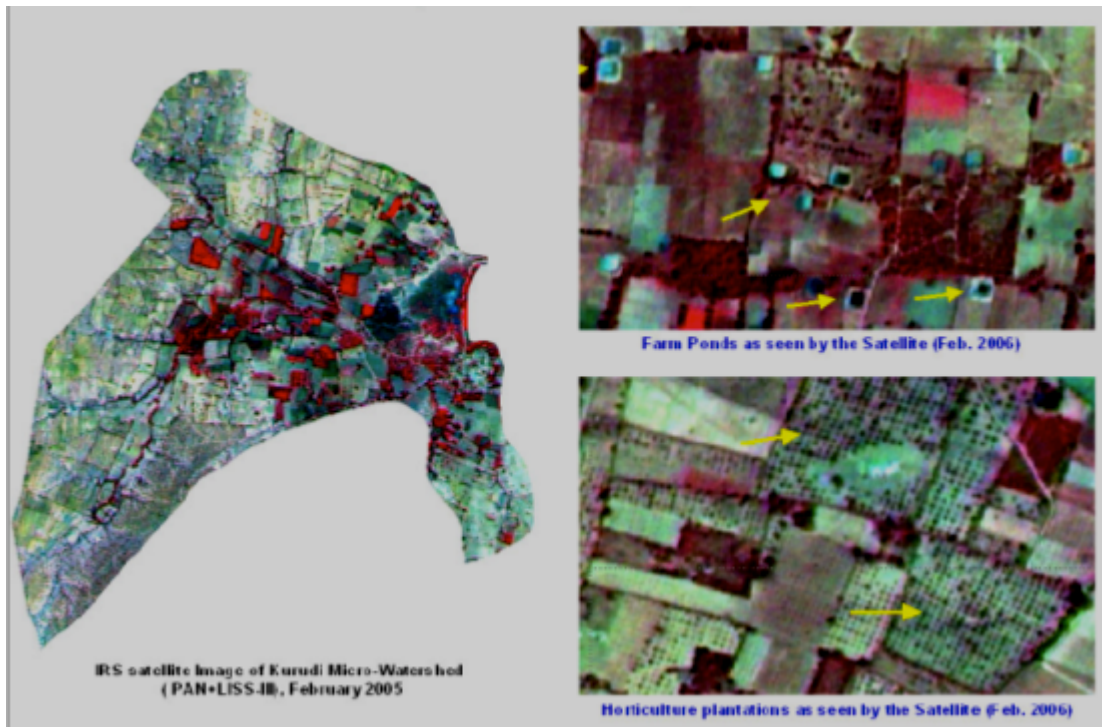 Farm Ponds as seen by the Satellite (Feb. 2006)
IRS satellite Image of Kurudi Micro-Watershed
( PAN+LISS-III), February 2005
Horticulture plantations as seen by the Satellite (Feb. 2006)